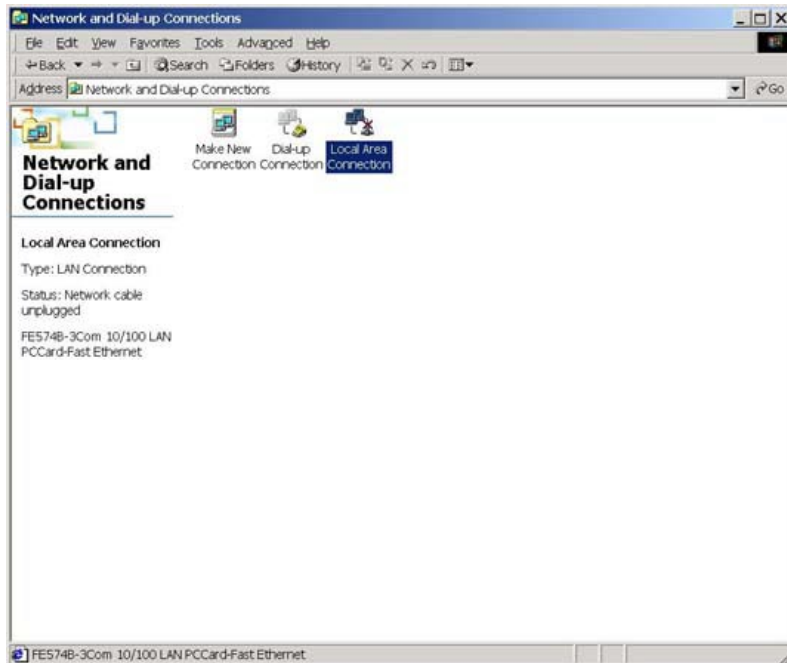 Network and Dial-up Connections
File Edit View Favorites Tools Advanced Help
Back Search Folders History
Address Network and Dial-up Connections Go
Make New Connection
Dial-up Connection
Local Area Connection
Network and
Dial-up
Connections
Local Area Connection
Type: LAN Connection
Status: Network cable
unplugged
FE574B-3Com 10/100 LAN
PCCard-Fast Ethernet
FE574B-3Com 10/100 LAN PCCard-Fast Ethernet